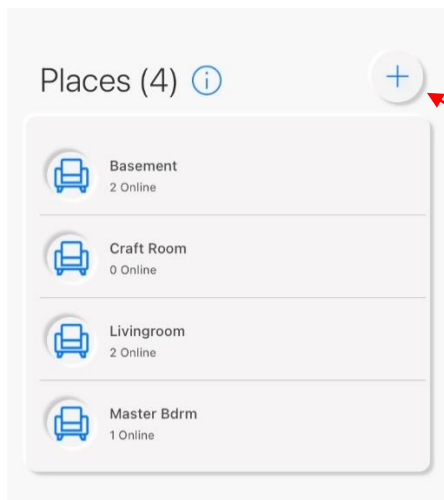 Places (4)
Basement
2 Online
Craft Room
0 Online
Livingroom
2 Online
Master Bdrm
1 Online